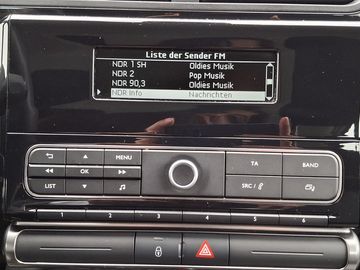 Liste der Sender FM
NDR 1 SH Oldies Musik
NDR 2 Pop Musik
NDR 90,3 Oldies Musik
NDR Info Nachrichten
MENU
OK
LIST
TA
BAND
SRC /
1 2 3 4 5 6